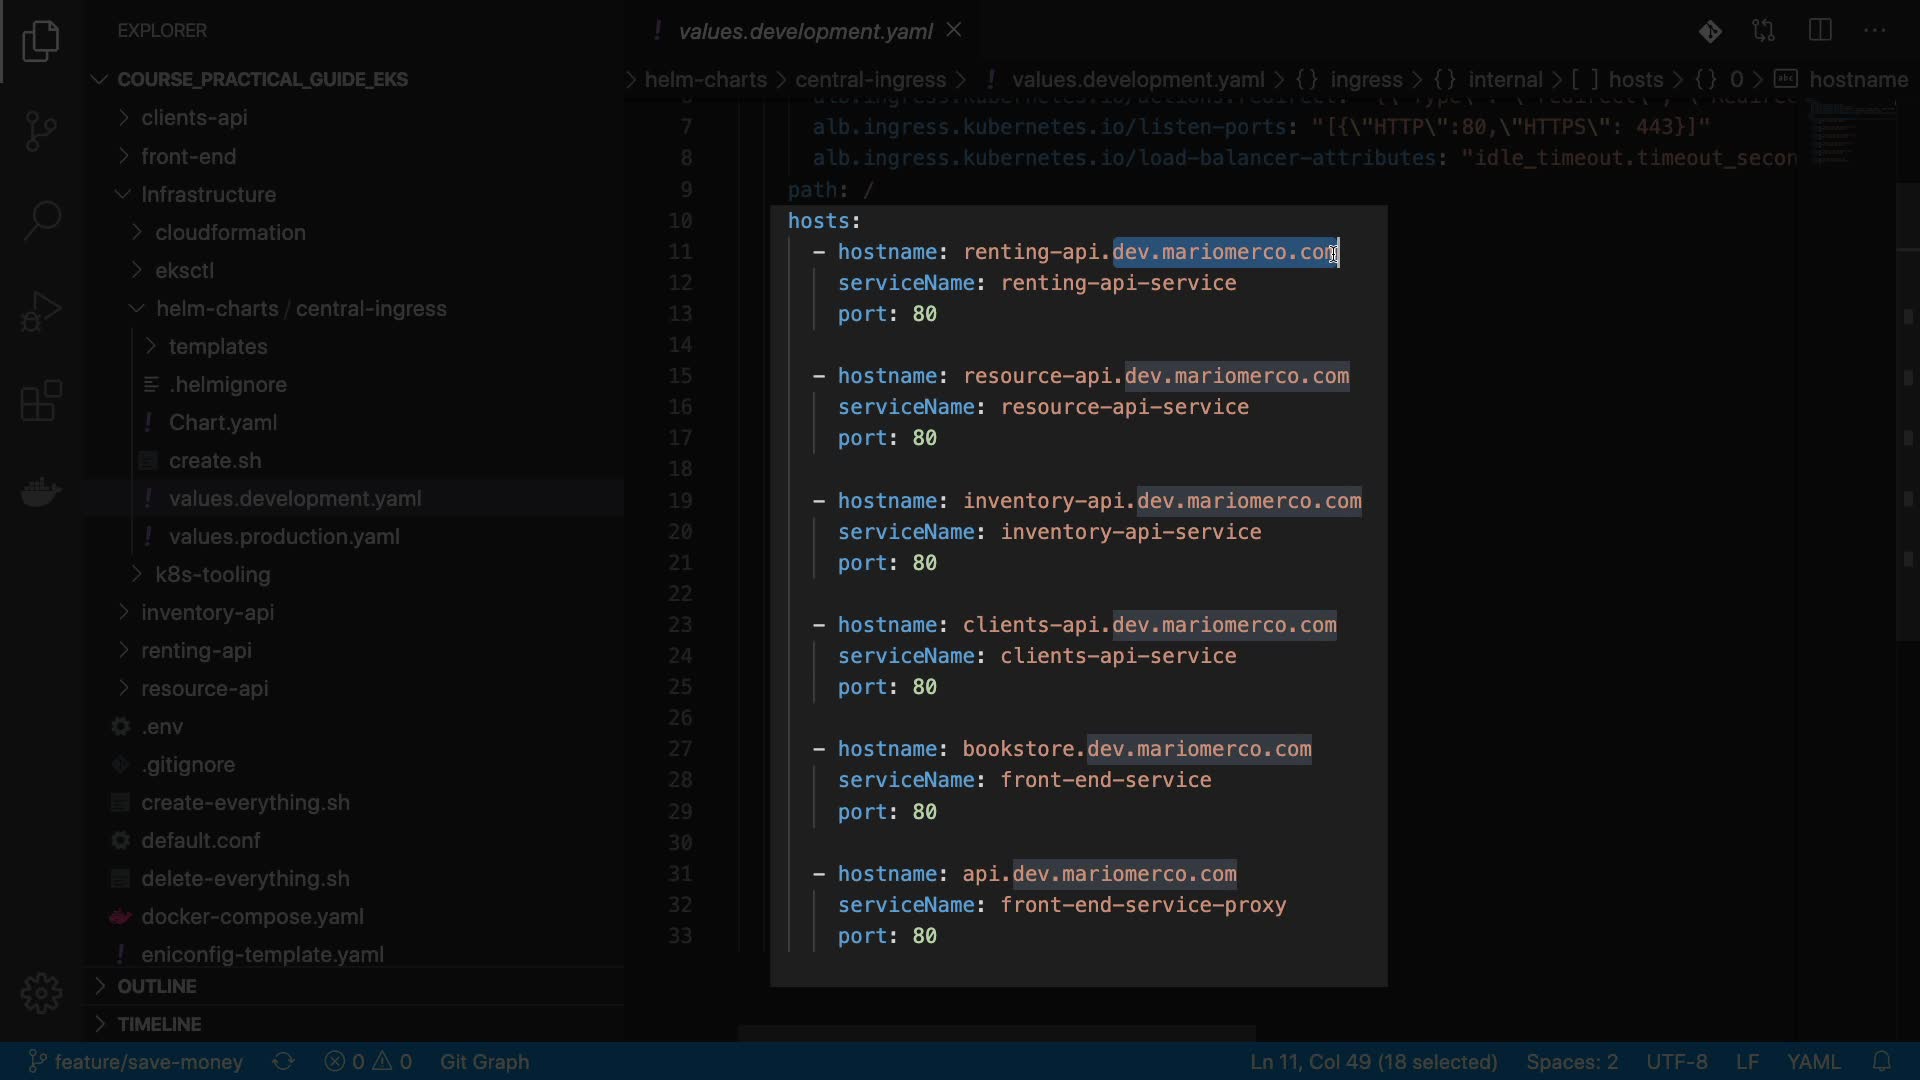 EXPLORER
COURSE_PRACTICAL_GUIDE_EKS
clients-api
front-end
Infrastructure
cloudformation
eksctl
helm-charts / central-ingress
templates
.helmignore
! Chart.yaml
create.sh
! values.development.yaml
! values.production.yaml
k8s-tooling
inventory-api
renting-api
resource-api
.env
.gitignore
create-everything.sh
default.conf
delete-everything.sh
docker-compose.yaml
! eniconfig-template.yaml
OUTLINE
TIMELINE
! values.development.yaml
> helm-charts > central-ingress > ! values.development.yaml > {} ingress > {} internal > [ ] hosts > {} 0 > abc hostname
7 alb.ingress.kubernetes.io/listen-ports: "[{\"HTTP\":80,\"HTTPS\": 443}]"
8 alb.ingress.kubernetes.io/load-balancer-attributes: "idle_timeout.timeout_secon
9 path: /
10 hosts:
11 - hostname: renting-api.dev.mariomerco.com
12 serviceName: renting-api-service
13 port: 80
14
15 - hostname: resource-api.dev.mariomerco.com
16 serviceName: resource-api-service
17 port: 80
18
19 - hostname: inventory-api.dev.mariomerco.com
20 serviceName: inventory-api-service
21 port: 80
22
23 - hostname: clients-api.dev.mariomerco.com
24 serviceName: clients-api-service
25 port: 80
26
27 - hostname: bookstore.dev.mariomerco.com
28 serviceName: front-end-service
29 port: 80
30
31 - hostname: api.dev.mariomerco.com
32 serviceName: front-end-service-proxy
33 port: 80
feature/save-money 0 0 Git Graph Ln 11, Col 49 (18 selected) Spaces: 2 UTF-8 LF YAML